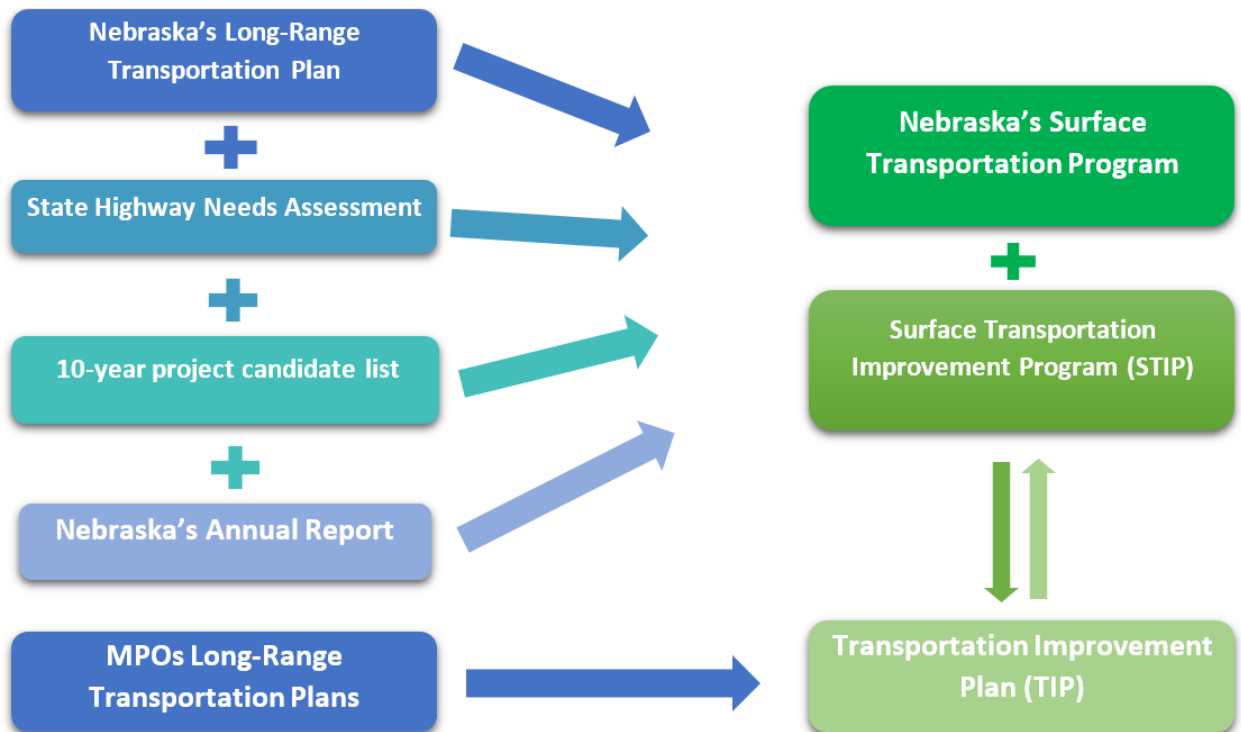 Nebraska’s Long-Range
Transportation Plan
State Highway Needs Assessment
10-year project candidate list
Nebraska’s Annual Report
MPOs Long-Range
Transportation Plans
Nebraska’s Surface
Transportation Program
Surface Transportation
Improvement Program (STIP)
Transportation Improvement
Plan (TIP)